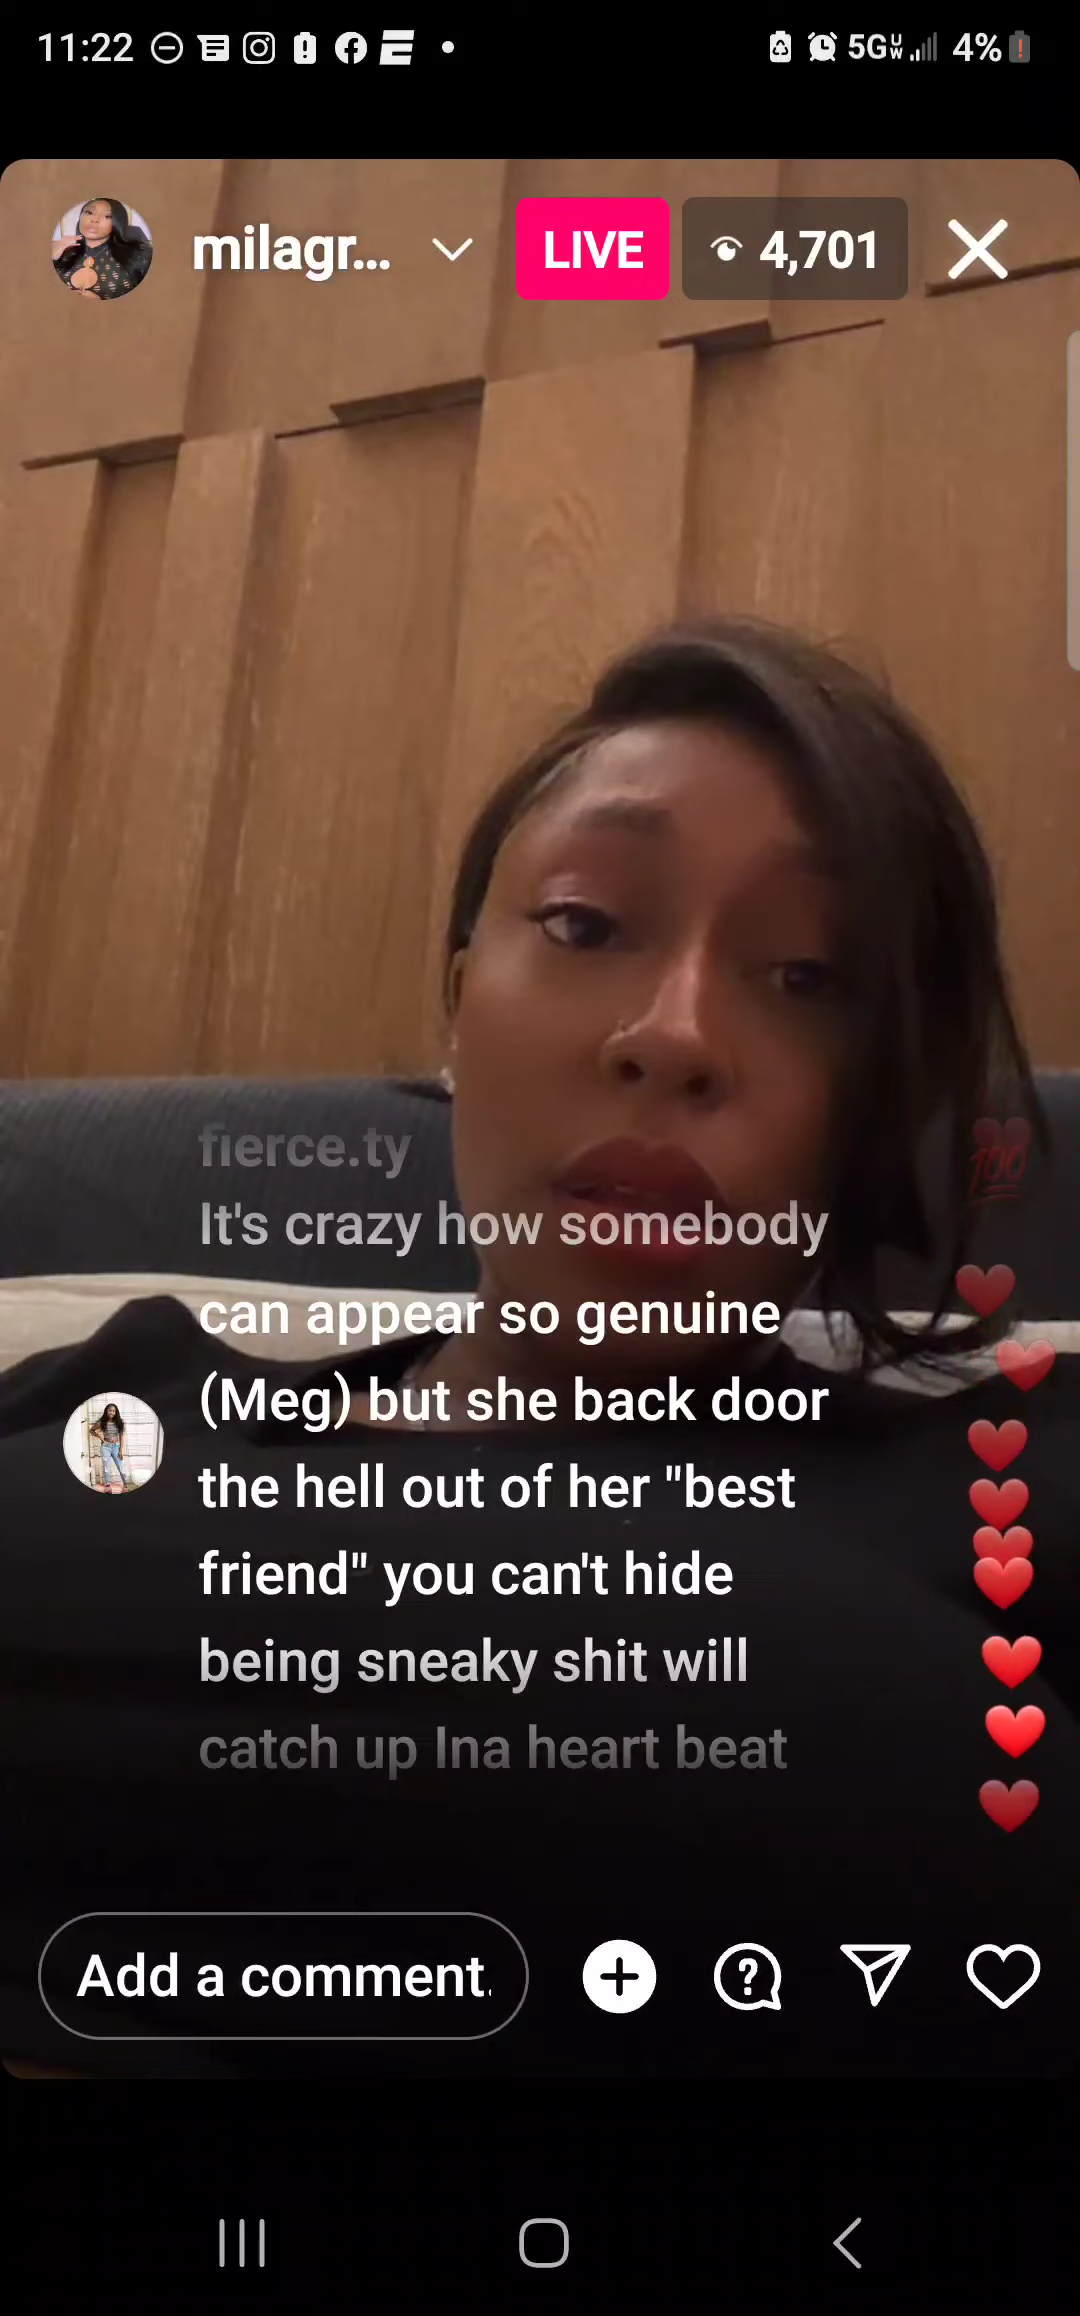 11:22 5G UW 4%
milagr... LIVE 4,701
fierce.ty
It's crazy how somebody
can appear so genuine
(Meg) but she back door
the hell out of her "best
friend" you can't hide
being sneaky shit will
catch up Ina heart beat
100
Add a comment.